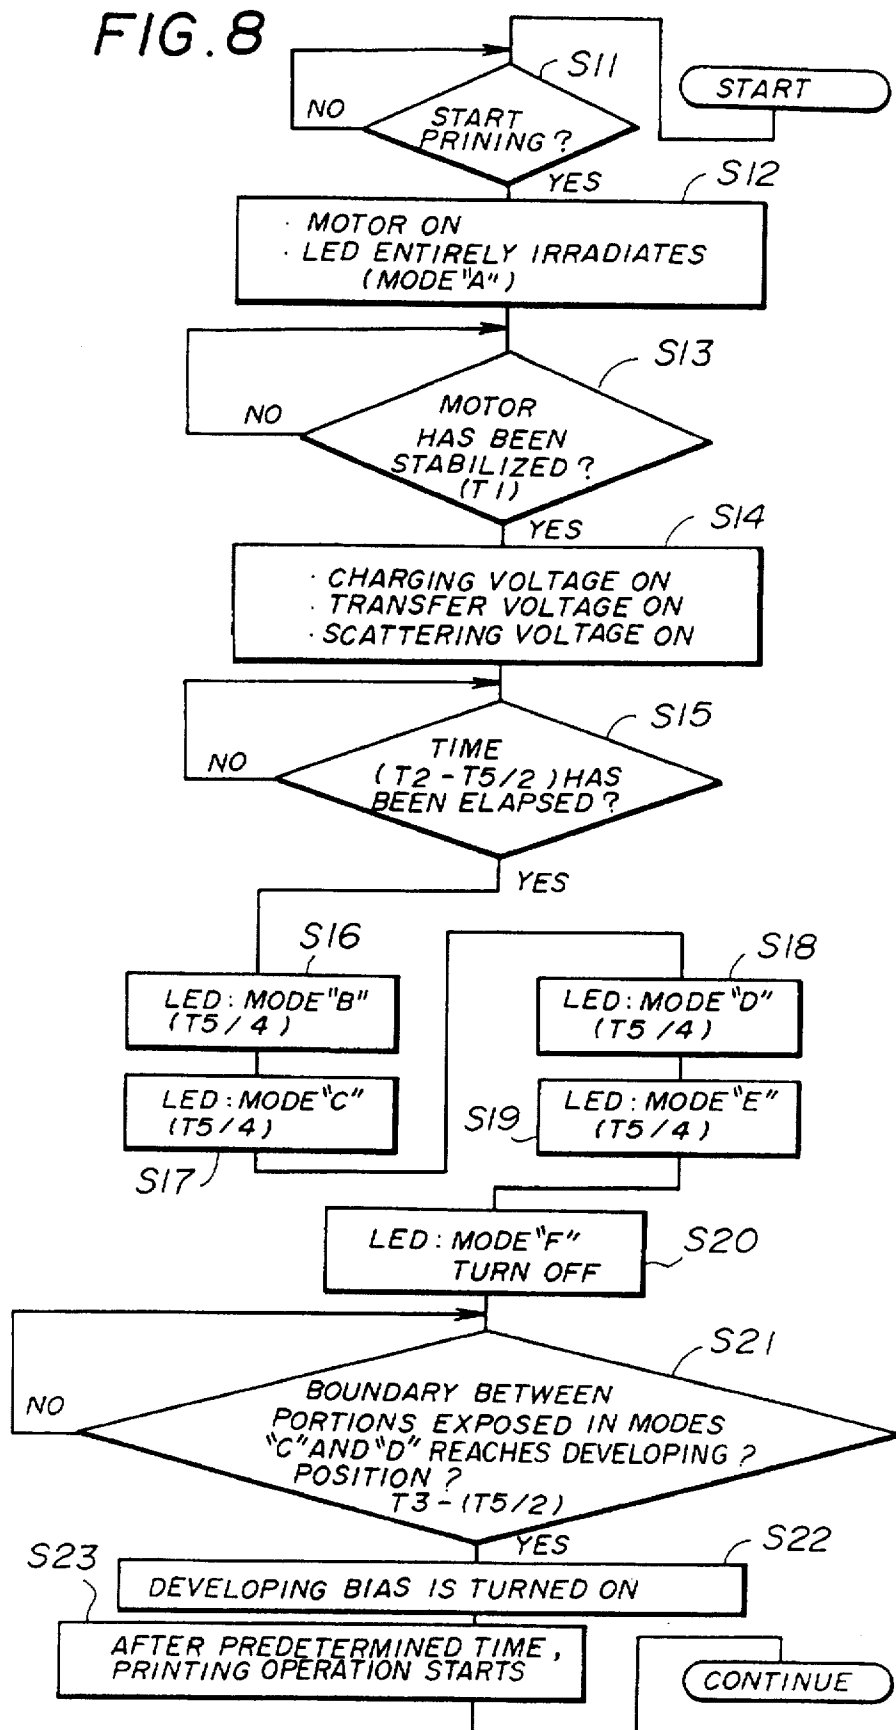 FIG. 8
START
S11
START
PRINING ?
NO
YES
S12
· MOTOR ON
· LED ENTIRELY IRRADIATES
(MODE "A")
S13
MOTOR
HAS BEEN
STABILIZED ?
(T1)
NO
YES
S14
· CHARGING VOLTAGE ON
· TRANSFER VOLTAGE ON
· SCATTERING VOLTAGE ON
S15
TIME
(T2 - T5/2) HAS
BEEN ELAPSED ?
NO
YES
S16
LED : MODE "B"
(T5 / 4)
LED : MODE "C"
(T5 / 4)
S17
S18
LED : MODE "D"
(T5 / 4)
S19
LED : MODE "E"
(T5 / 4)
LED : MODE "F"
TURN OFF
S20
S21
BOUNDARY BETWEEN
PORTIONS EXPOSED IN MODES
"C" AND "D" REACHES DEVELOPING ?
POSITION ?
T3 - (T5/2)
NO
YES
S22
DEVELOPING BIAS IS TURNED ON
S23
AFTER PREDETERMINED TIME ,
PRINTING OPERATION STARTS
CONTINUE